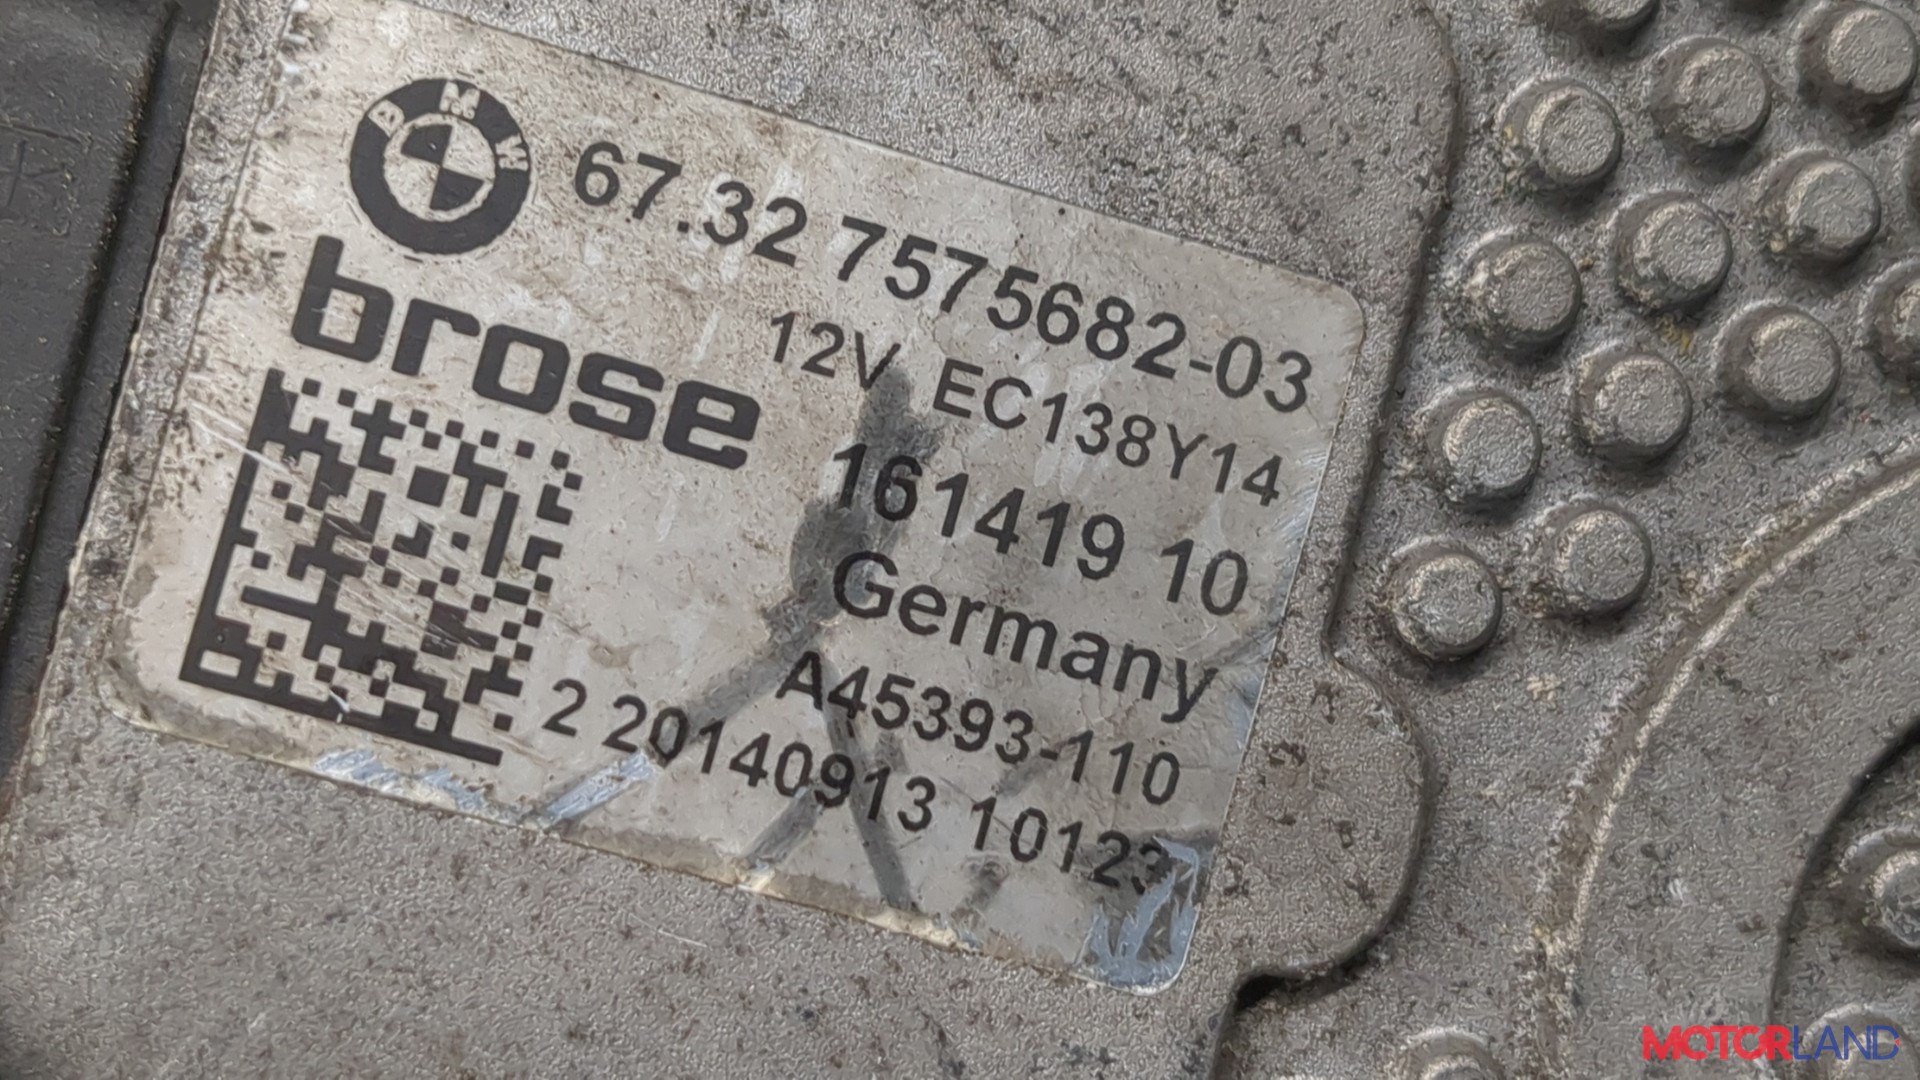 BMW
67.32 7575682-03
brose
12V EC138Y14
161419 10
Germany
A45393-110
2 20140913 10123
MOTORLAND